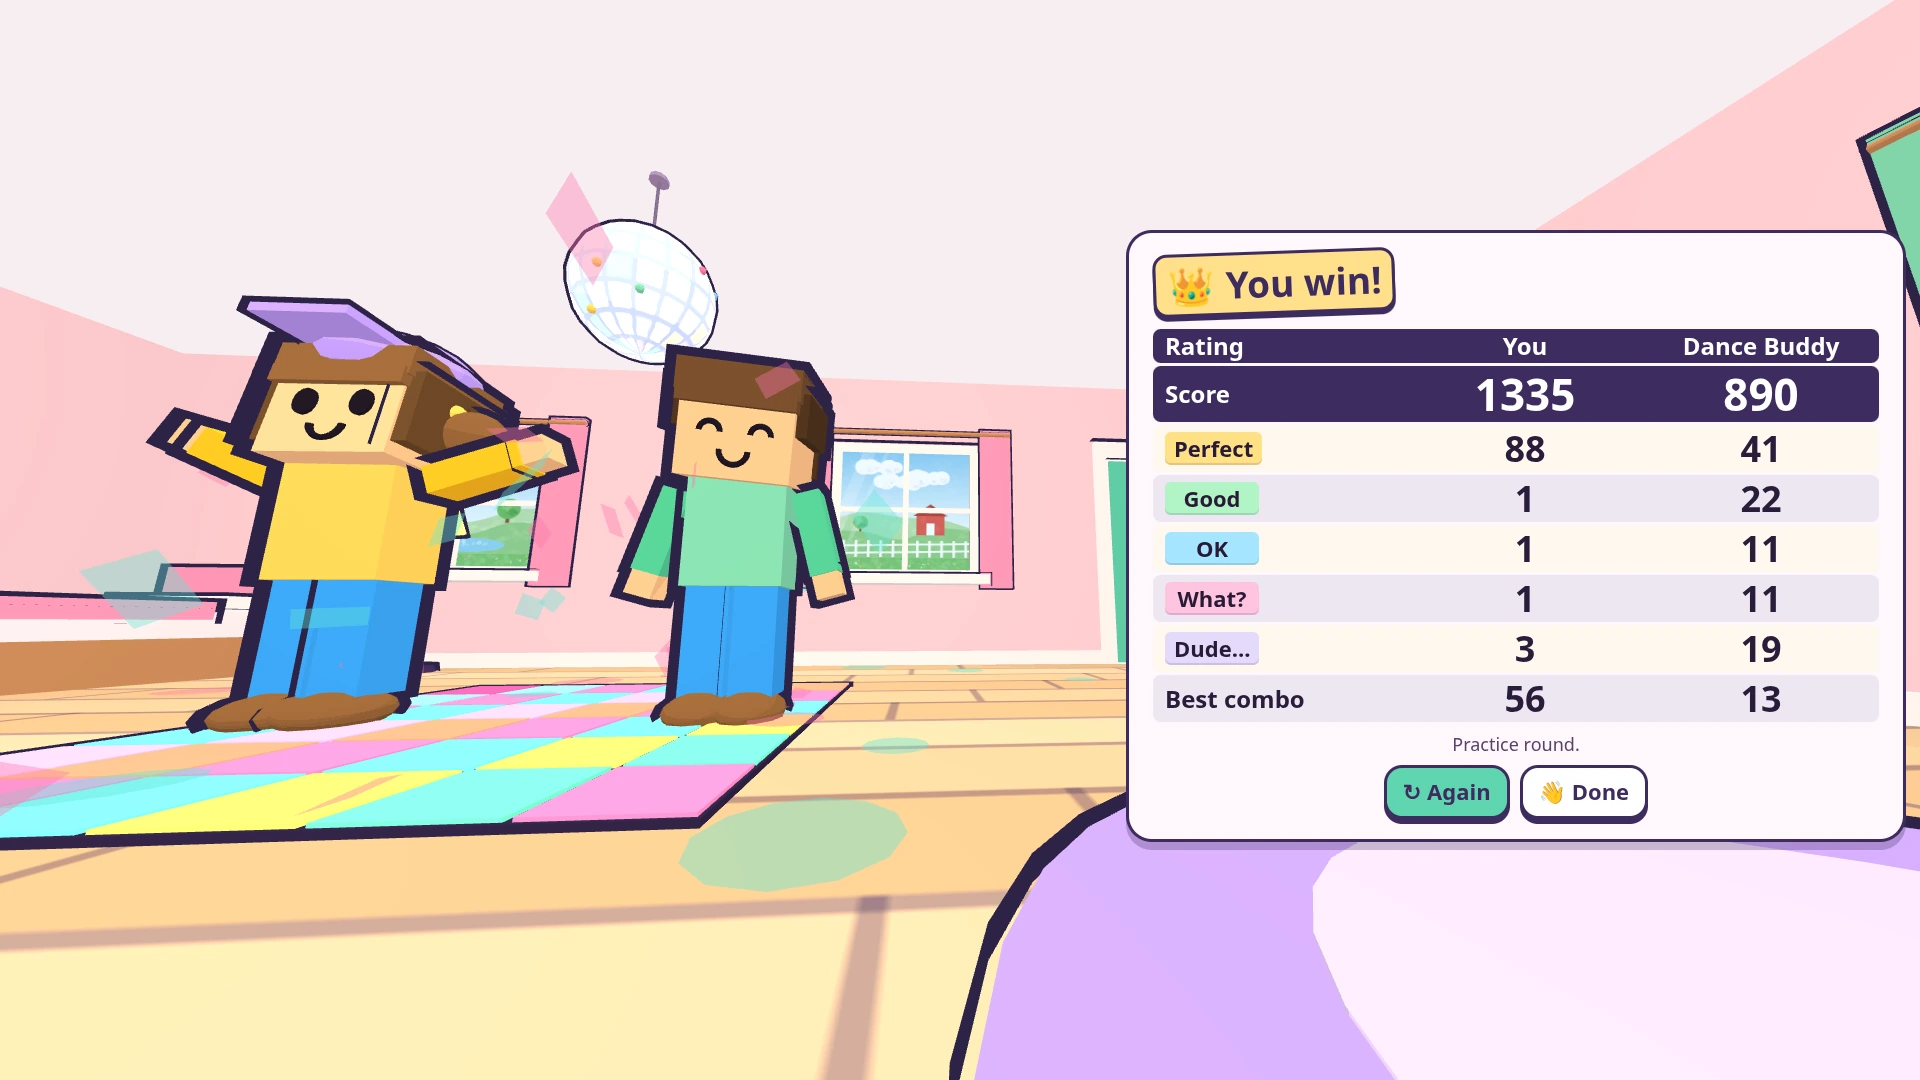 👑 You win!
Rating You Dance Buddy
Score 1335 890
Perfect 88 41
Good 1 22
OK 1 11
What? 1 11
Dude... 3 19
Best combo 56 13
Practice round.
↻ Again 👋 Done